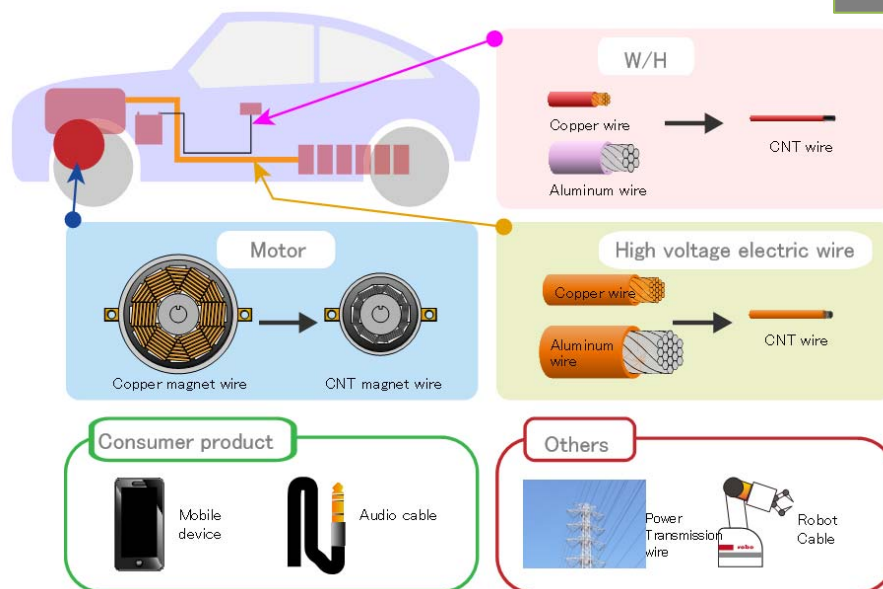 W/H
Copper wire
CNT wire
Aluminum wire
Motor
Copper magnet wire
CNT magnet wire
High voltage electric wire
Copper wire
Aluminum
wire
CNT wire
Consumer product
Mobile
device
Audio cable
Others
Power
Transmission
wire
robo
Robot
Cable